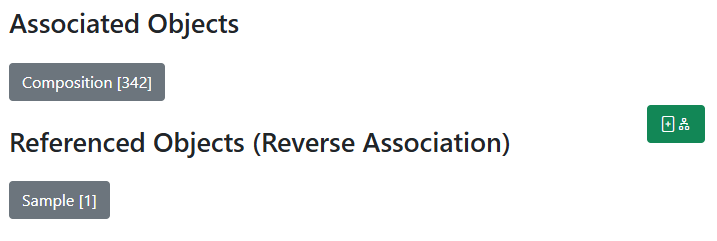 Associated Objects
Composition [342]
Referenced Objects (Reverse Association)
Sample [1]